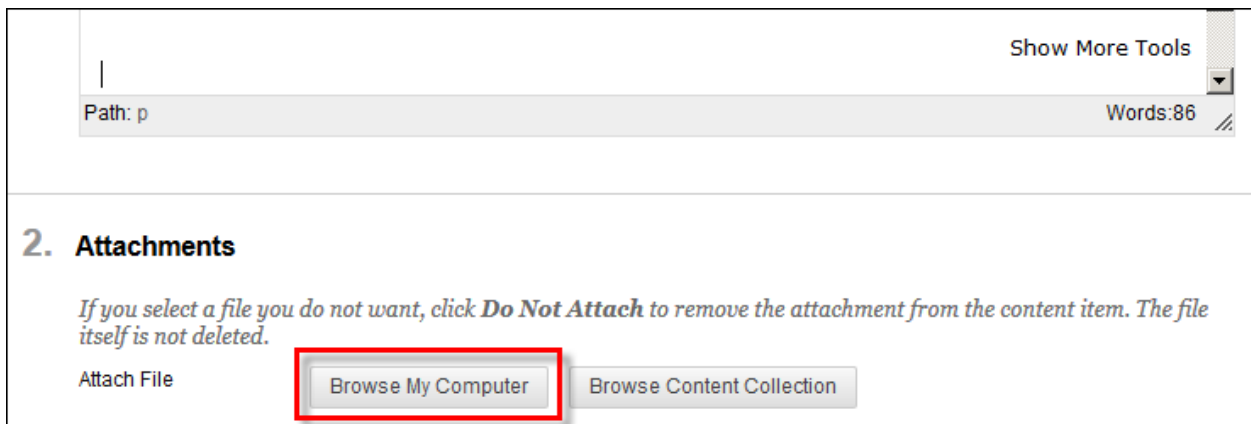 Show More Tools
Path: p
Words:86
2. Attachments
If you select a file you do not want, click Do Not Attach to remove the attachment from the content item. The file
itself is not deleted.
Attach File
Browse My Computer
Browse Content Collection